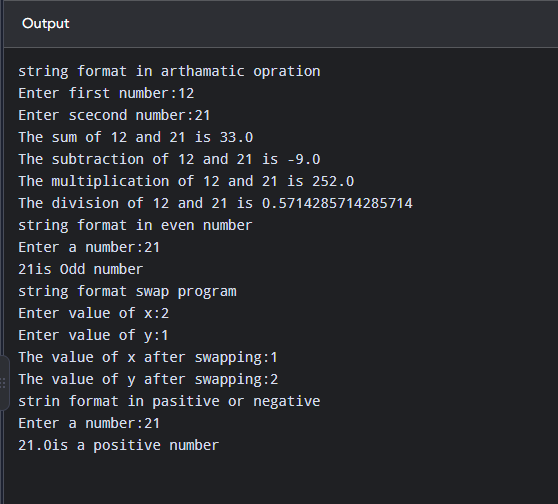 Output
string format in arthamatic opration
Enter first number:12
Enter scecond number:21
The sum of 12 and 21 is 33.0
The subtraction of 12 and 21 is -9.0
The multiplication of 12 and 21 is 252.0
The division of 12 and 21 is 0.5714285714285714
string format in even number
Enter a number:21
21is Odd number
string format swap program
Enter value of x:2
Enter value of y:1
The value of x after swapping:1
The value of y after swapping:2
strin format in pasitive or negative
Enter a number:21
21.0is a positive number